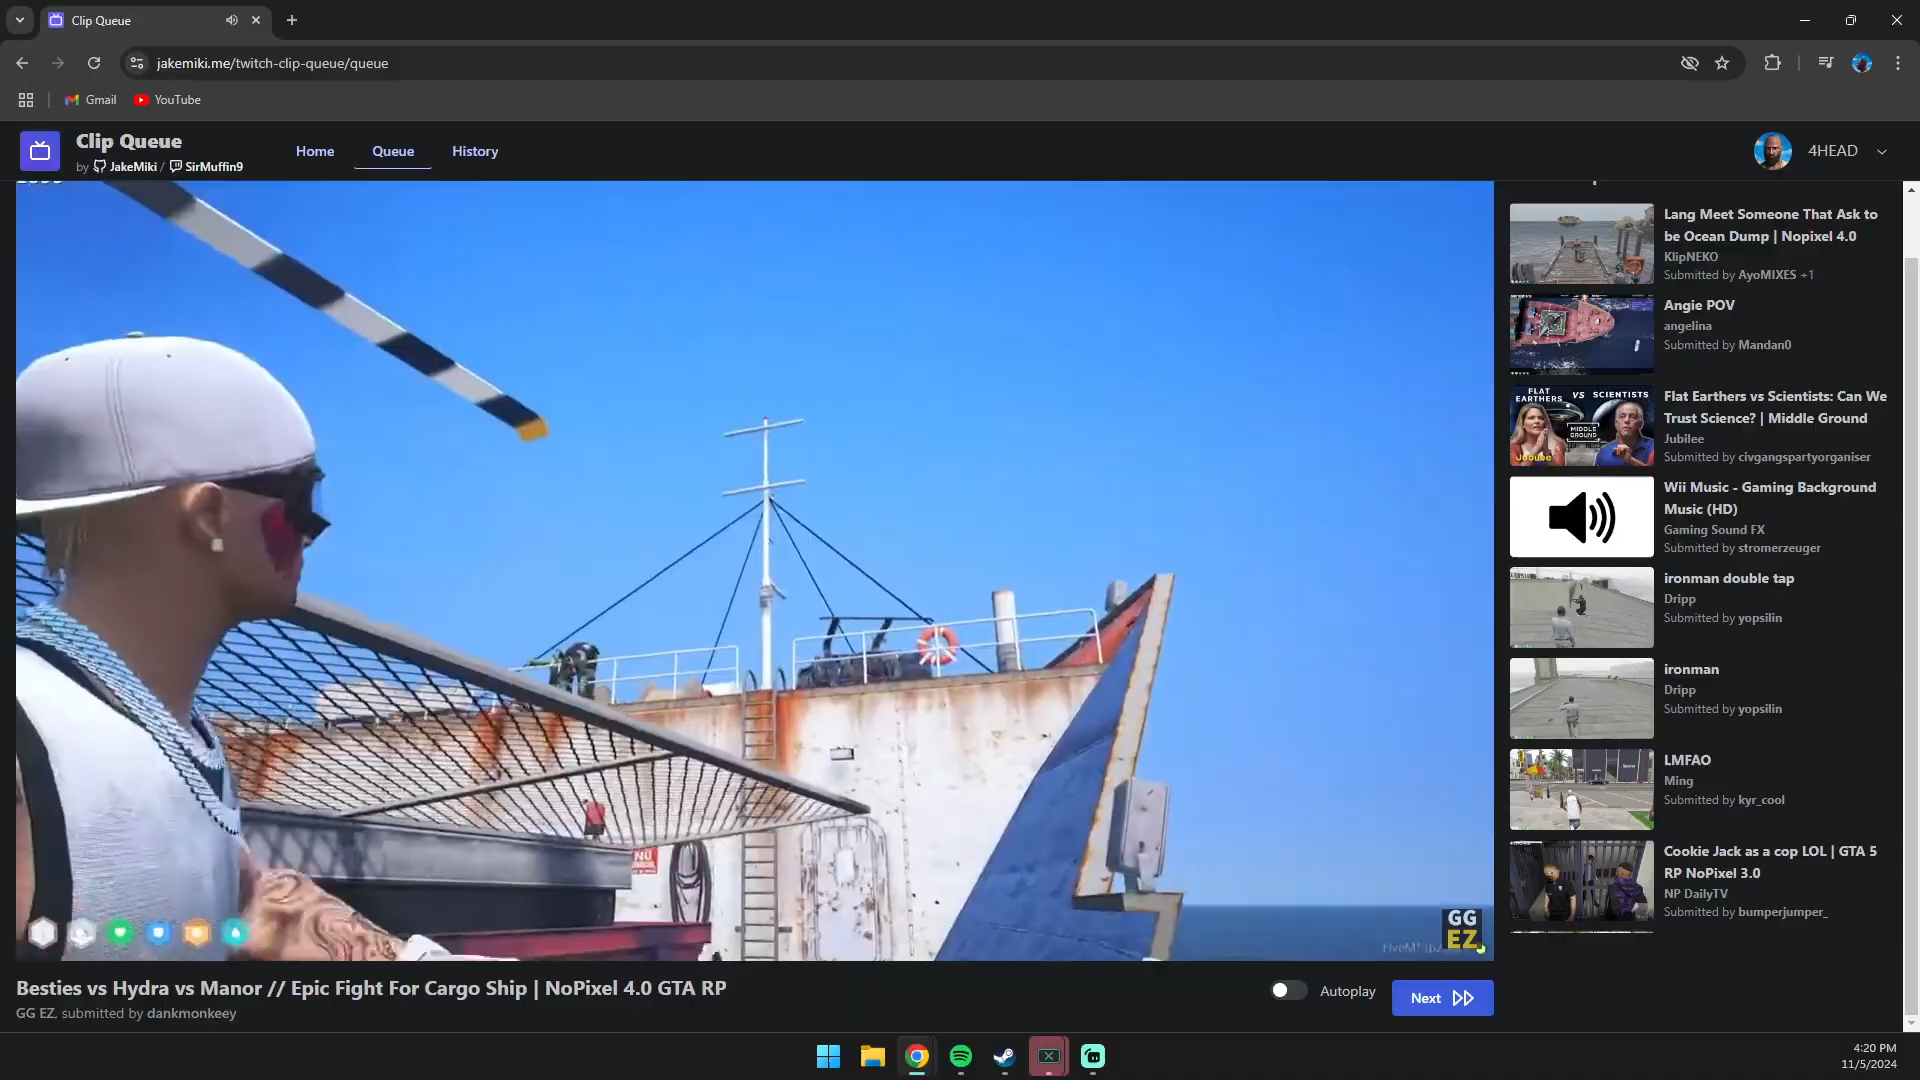 Clip Queue
jakemiki.me/twitch-clip-queue/queue
Gmail
YouTube
Clip Queue
by JakeMiki / SirMuffin9
Home
Queue
History
4HEAD
GG
EZ
Besties vs Hydra vs Manor // Epic Fight For Cargo Ship | NoPixel 4.0 GTA RP
GG EZ, submitted by dankmonkeey
Autoplay
Next
Lang Meet Someone That Ask to
be Ocean Dump | Nopixel 4.0
KlipNEKO
Submitted by AyoMIXES +1
Angie POV
angelina
Submitted by Mandan0
FLAT
EARTHERS VS SCIENTISTS
MIDDLE
GROUND
Jubilee
Flat Earthers vs Scientists: Can We
Trust Science? | Middle Ground
Jubilee
Submitted by civgangspartyorganiser
Wii Music - Gaming Background
Music (HD)
Gaming Sound FX
Submitted by stromerzeuger
ironman double tap
Dripp
Submitted by yopsilin
ironman
Dripp
Submitted by yopsilin
LMFAO
Ming
Submitted by kyr_cool
Cookie Jack as a cop LOL | GTA 5
RP NoPixel 3.0
NP DailyTV
Submitted by bumperjumper_
4:20 PM
11/5/2024